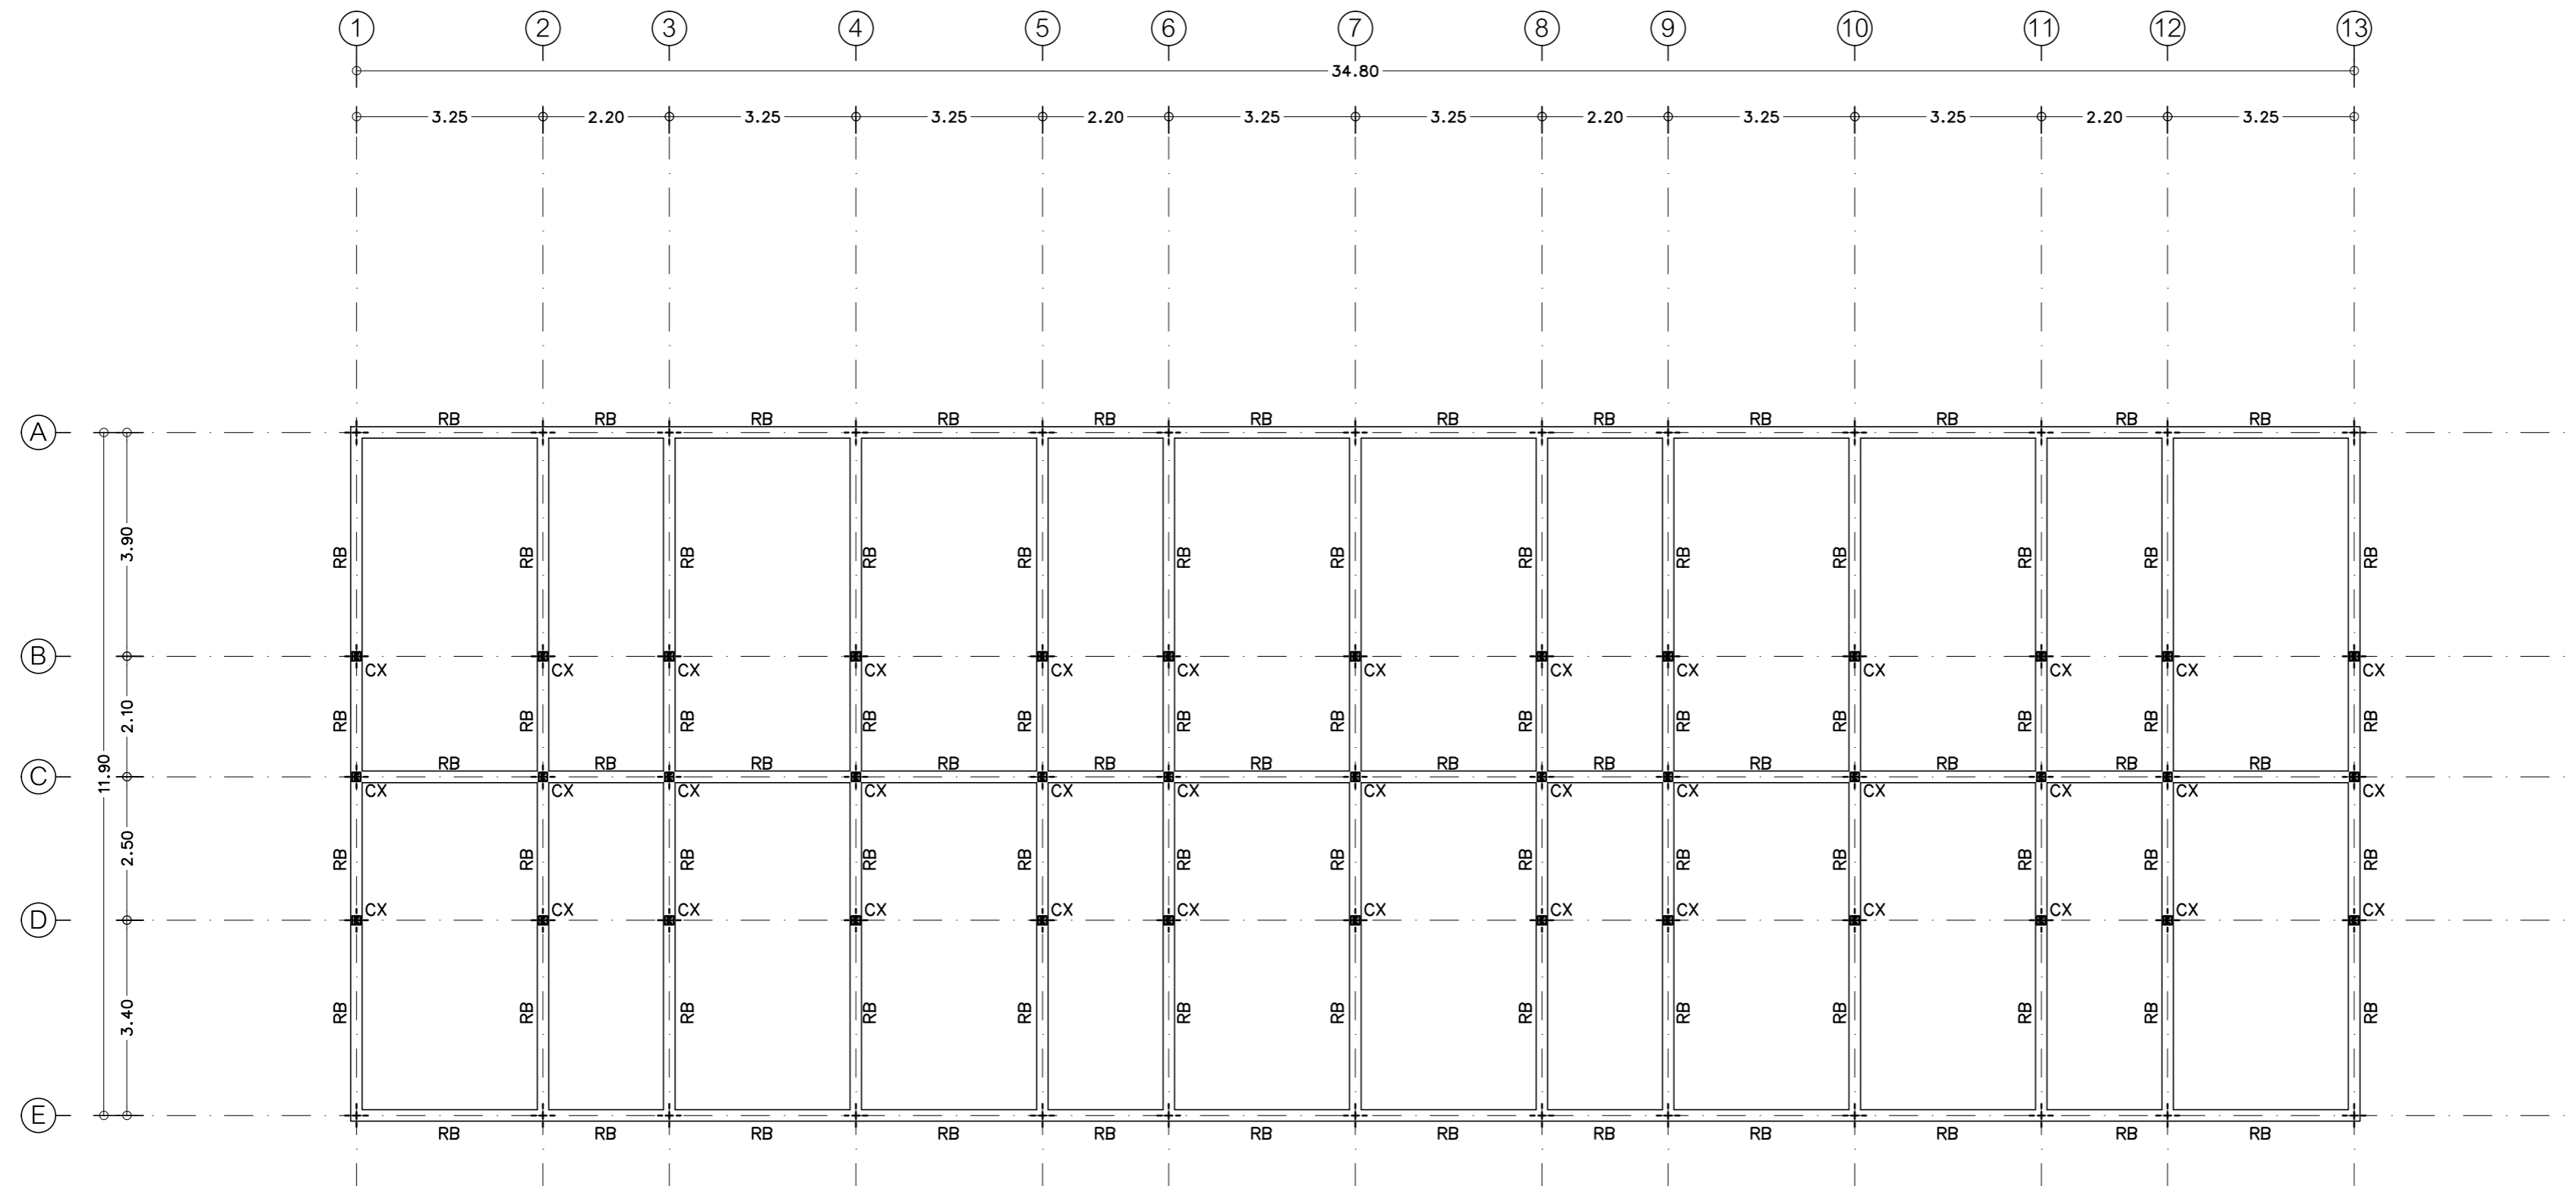 1 2 3 4 5 6 7 8 9 10 11 12 13
34.80
3.25 2.20 3.25 3.25 2.20 3.25 3.25 2.20 3.25 3.25 2.20 3.25
RB RB RB RB RB RB RB RB RB RB RB RB
A
3.90
RB RB RB RB RB RB RB RB RB RB RB RB RB
B
CX CX CX CX CX CX CX CX CX CX CX CX CX
2.10
RB RB RB RB RB RB RB RB RB RB RB RB RB
RB RB RB RB RB RB RB RB RB RB RB RB
11.90
C
CX CX CX CX CX CX CX CX CX CX CX CX CX
2.50
RB RB RB RB RB RB RB RB RB RB RB RB RB
CX CX CX CX CX CX CX CX CX CX CX CX CX
D
3.40
RB RB RB RB RB RB RB RB RB RB RB RB RB
E
RB RB RB RB RB RB RB RB RB RB RB RB